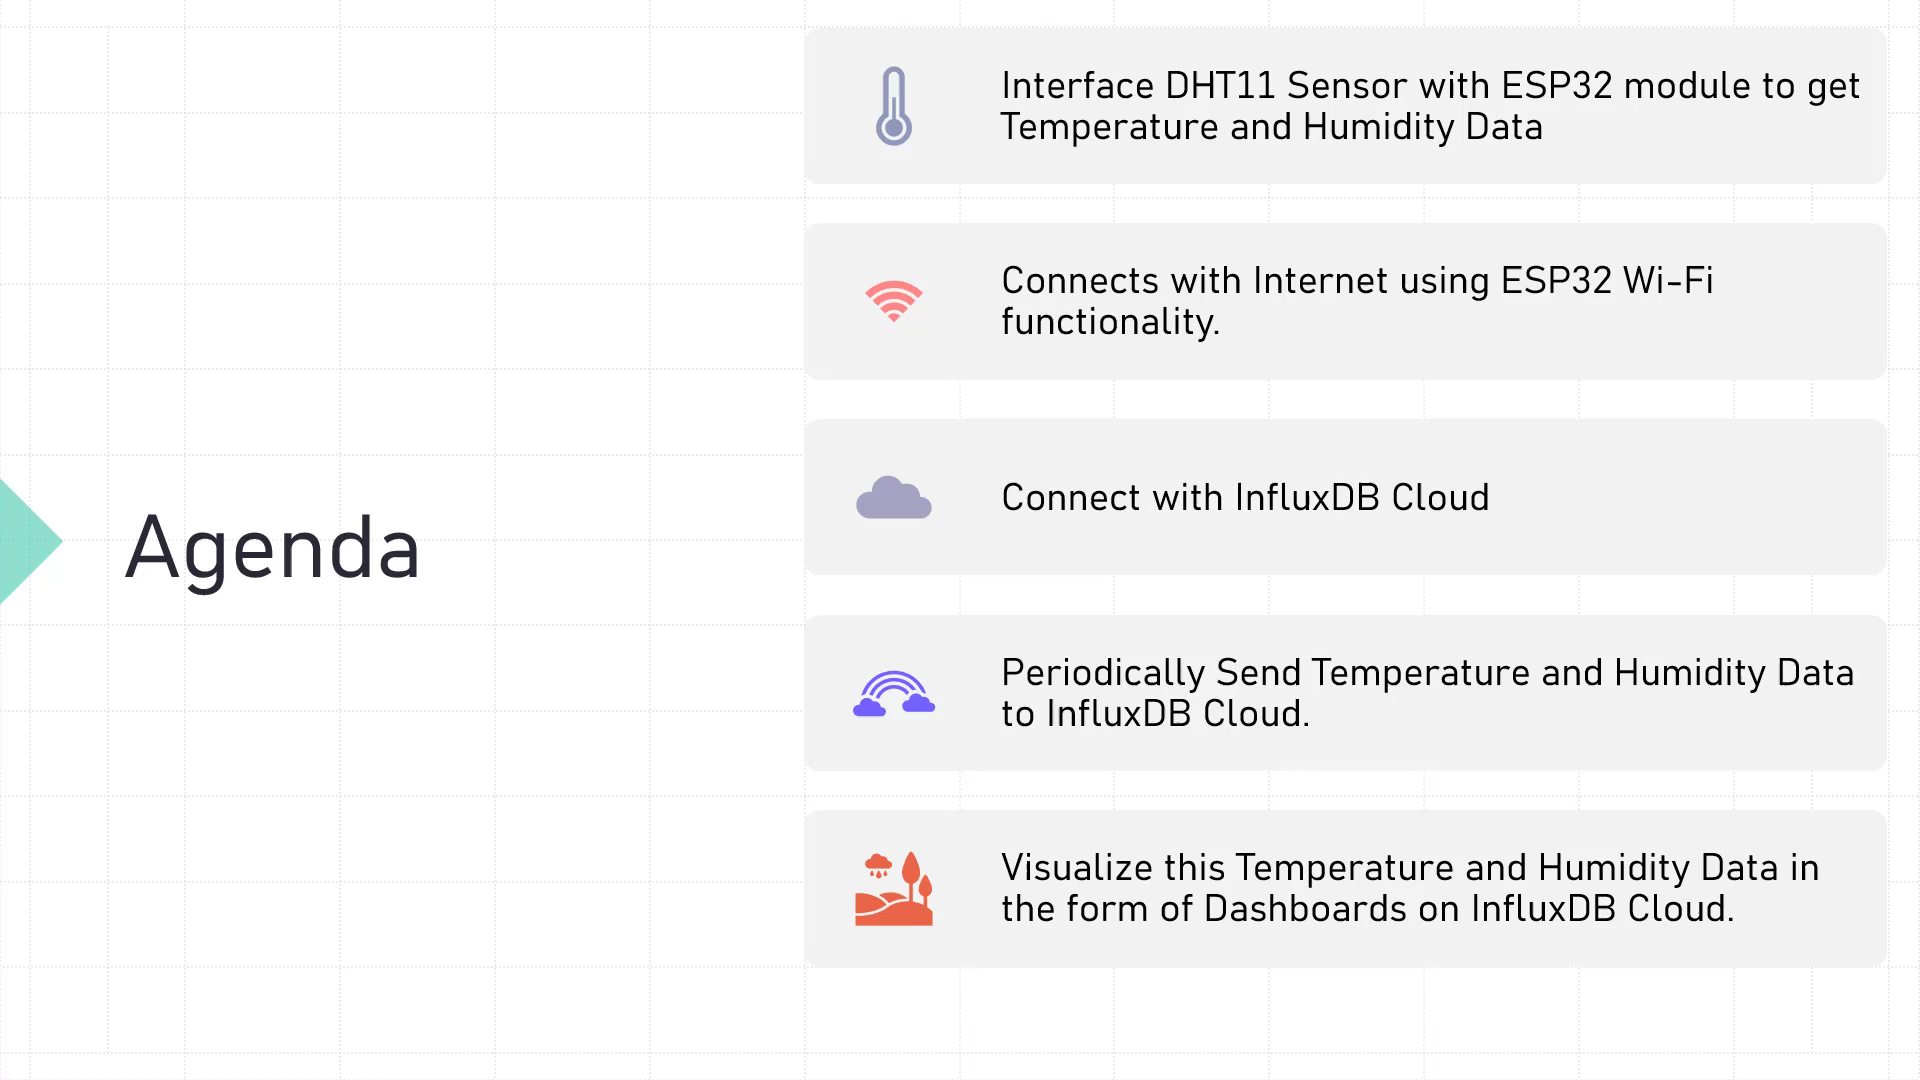 Agenda
Interface DHT11 Sensor with ESP32 module to get
Temperature and Humidity Data
Connects with Internet using ESP32 Wi-Fi
functionality.
Connect with InfluxDB Cloud
Periodically Send Temperature and Humidity Data
to InfluxDB Cloud.
Visualize this Temperature and Humidity Data in
the form of Dashboards on InfluxDB Cloud.